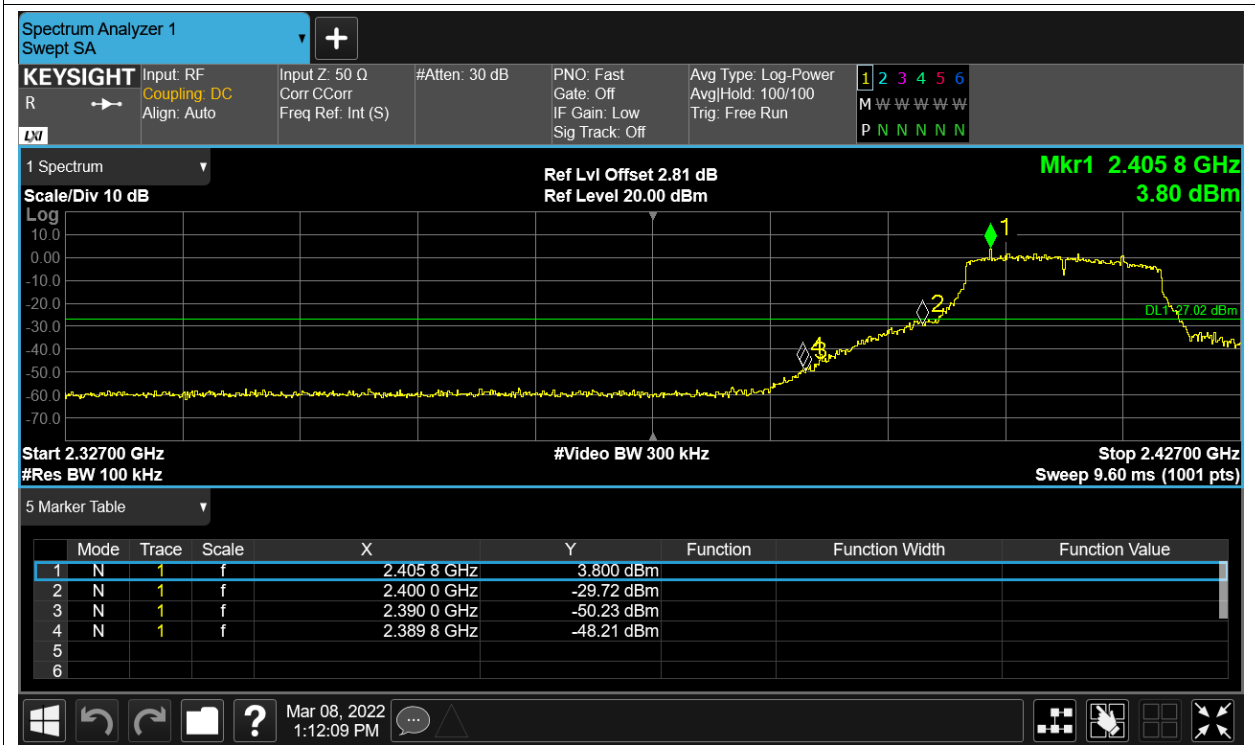 Spectrum Analyzer 1
Swept SA
KEYSIGHT
R
LXI
Input: RF
Coupling: DC
Align: Auto
Input Z: 50 Ω
Corr CCorr
Freq Ref: Int (S)
#Atten: 30 dB
PNO: Fast
Gate: Off
IF Gain: Low
Sig Track: Off
Avg Type: Log-Power
Avg|Hold: 100/100
Trig: Free Run
1 2 3 4 5 6
M W W W W W
P N N N N N
1 Spectrum
Scale/Div 10 dB
Ref Lvl Offset 2.81 dB
Ref Level 20.00 dBm
Mkr1 2.405 8 GHz
3.80 dBm
Log
10.0
0.00
-10.0
-20.0
-30.0
-40.0
-50.0
-60.0
-70.0
1
2
4
3
DL1 -27.02 dBm
Start 2.32700 GHz
#Res BW 100 kHz
#Video BW 300 kHz
Stop 2.42700 GHz
Sweep 9.60 ms (1001 pts)
5 Marker Table
Mode Trace Scale X Y Function Function Width Function Value
1 N 1 f 2.405 8 GHz 3.800 dBm
2 N 1 f 2.400 0 GHz -29.72 dBm
3 N 1 f 2.390 0 GHz -50.23 dBm
4 N 1 f 2.389 8 GHz -48.21 dBm
5
6
?
Mar 08, 2022
1:12:09 PM